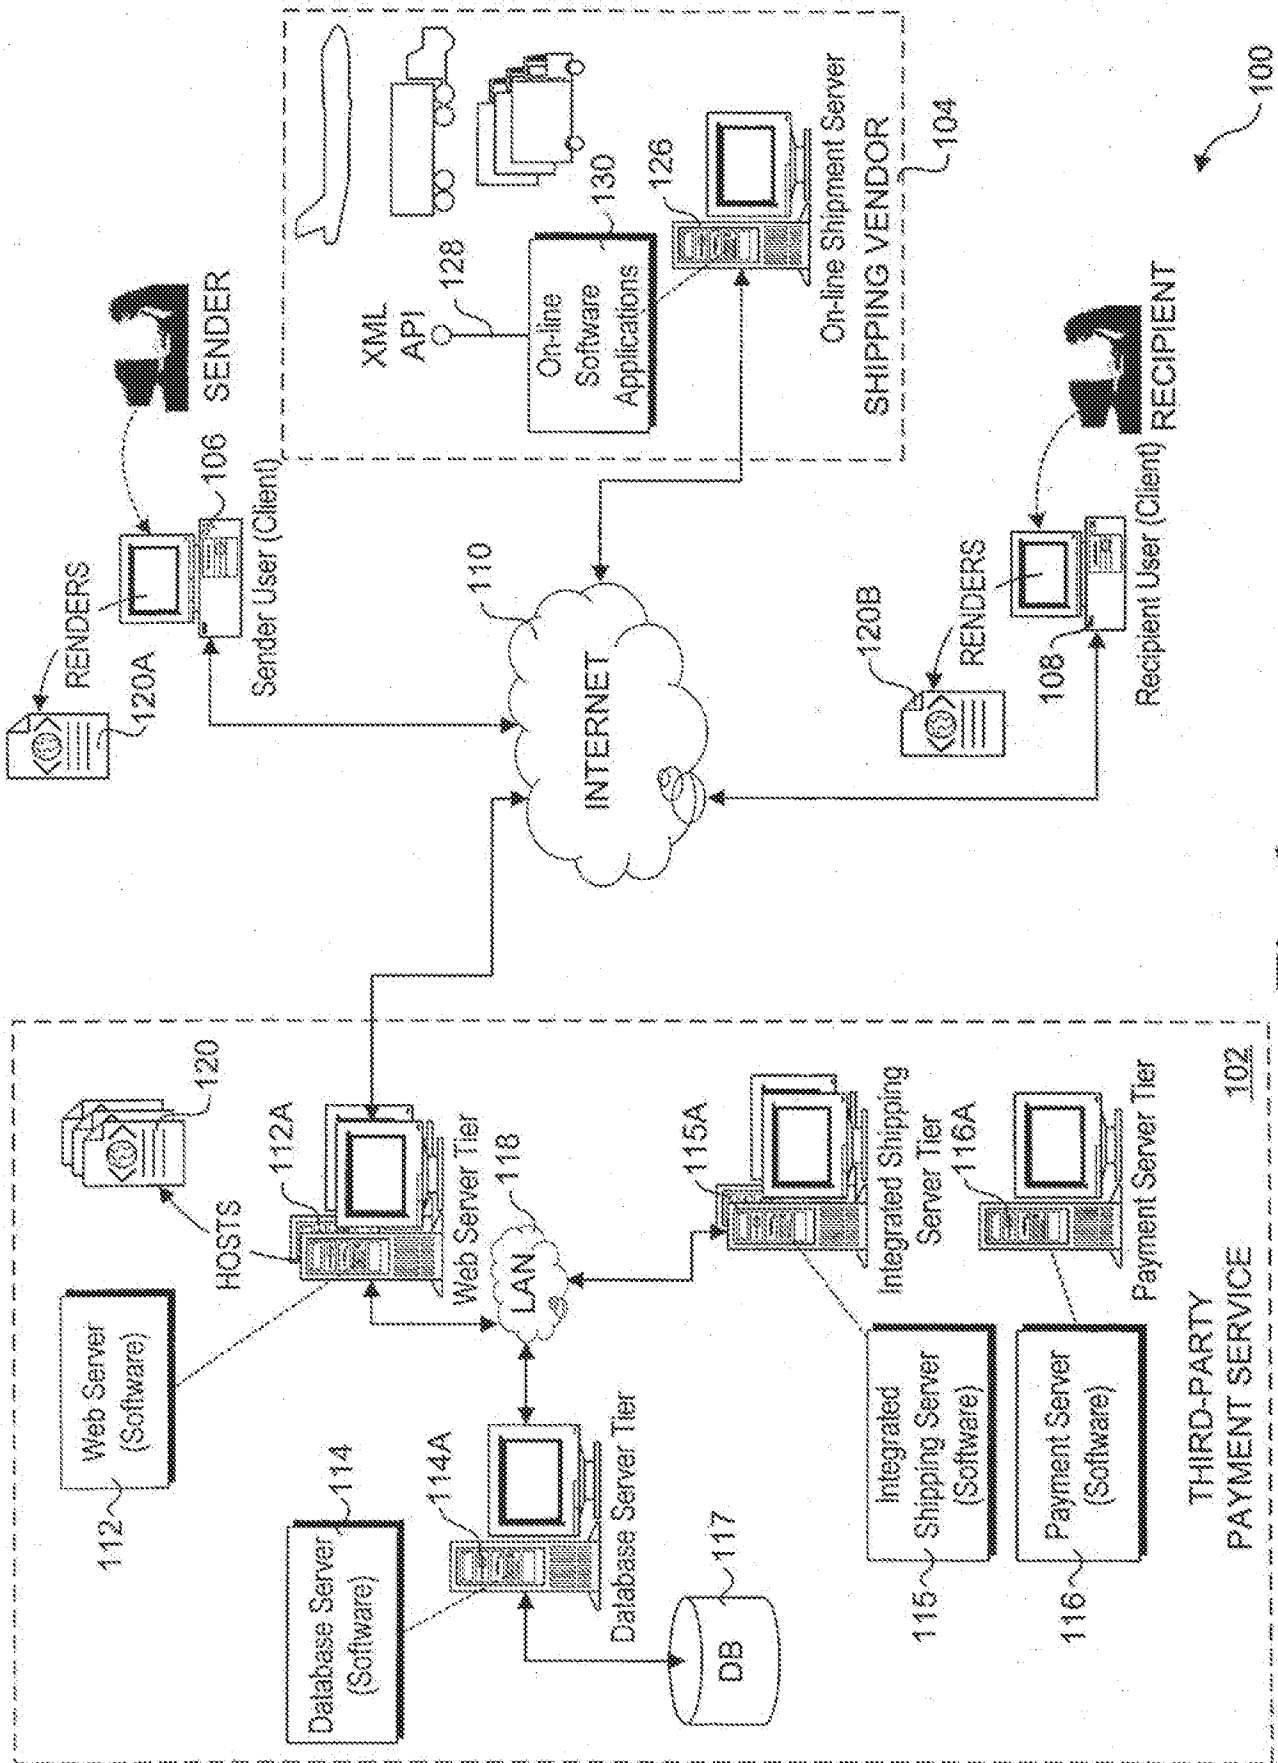 112
Web Server
(Software)
HOSTS
120
114
Database Server
(Software)
114A
Database Server Tier
DB
117
112A
Web Server Tier
LAN
118
115A
Integrated Shipping
Server Tier
116A
Payment Server Tier
115
Integrated
Shipping Server
(Software)
116
Payment Server
(Software)
THIRD-PARTY
PAYMENT SERVICE
102
RENDERS
120A
106
Sender User (Client)
SENDER
INTERNET
110
120B
RENDERS
108
Recipient User (Client)
RECIPIENT
XML
API
128
On-line
Software
Applications
130
126
On-line Shipment Server
SHIPPING VENDOR
104
100